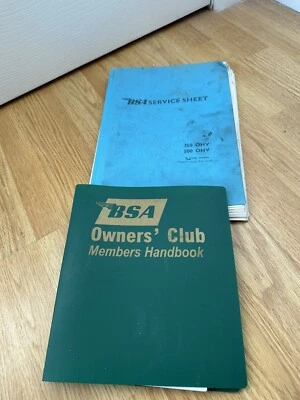 BSA SERVICE SHEET
350 OHV
500 OHV
BSA
Owners' Club
Members Handbook